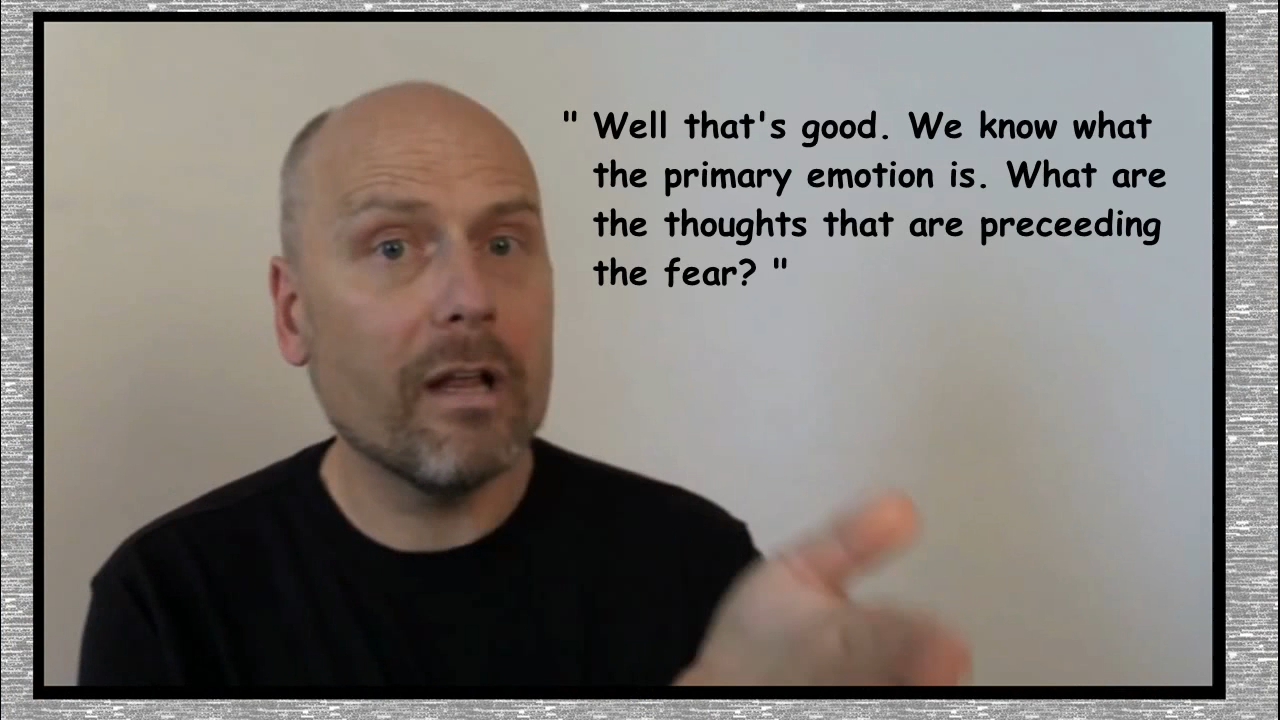 " Well that's good. We know what
the primary emotion is. What are
the thoughts that are preceeding
the fear? "